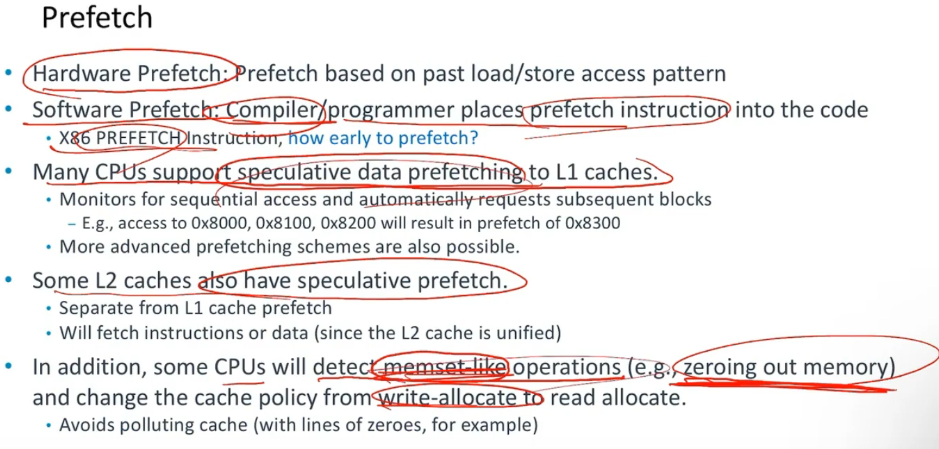 Prefetch
• Hardware Prefetch: Prefetch based on past load/store access pattern
• Software Prefetch: Compiler/programmer places prefetch instruction into the code
• X86 PREFETCH Instruction, how early to prefetch?
• Many CPUs support speculative data prefetching to L1 caches.
• Monitors for sequential access and automatically requests subsequent blocks
– E.g., access to 0x8000, 0x8100, 0x8200 will result in prefetch of 0x8300
• More advanced prefetching schemes are also possible.
• Some L2 caches also have speculative prefetch.
• Separate from L1 cache prefetch
• Will fetch instructions or data (since the L2 cache is unified)
• In addition, some CPUs will detect memset-like operations (e.g., zeroing out memory)
and change the cache policy from write-allocate to read allocate.
• Avoids polluting cache (with lines of zeroes, for example)